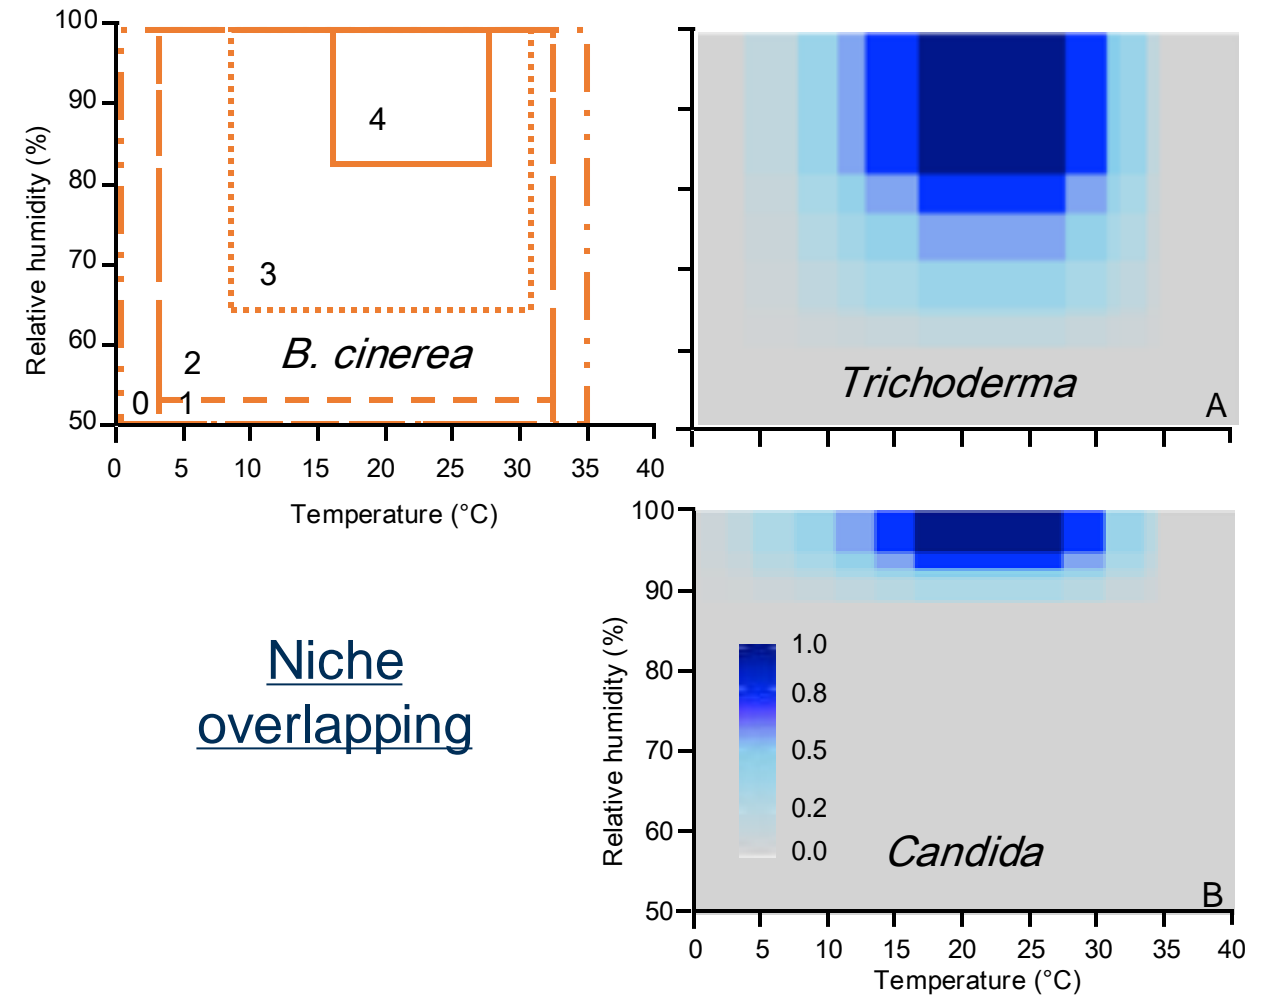 100
90
80
70
60
50
Relative humidity (%)
4
3
2
B. cinerea
0
1
0 5 10 15 20 25 30 35 40
Temperature (°C)
Trichoderma
A
Niche
overlapping
100
90
80
70
60
50
Relative humidity (%)
1.0
0.8
0.5
0.2
0.0
Candida
B
0 5 10 15 20 25 30 35 40
Temperature (°C)